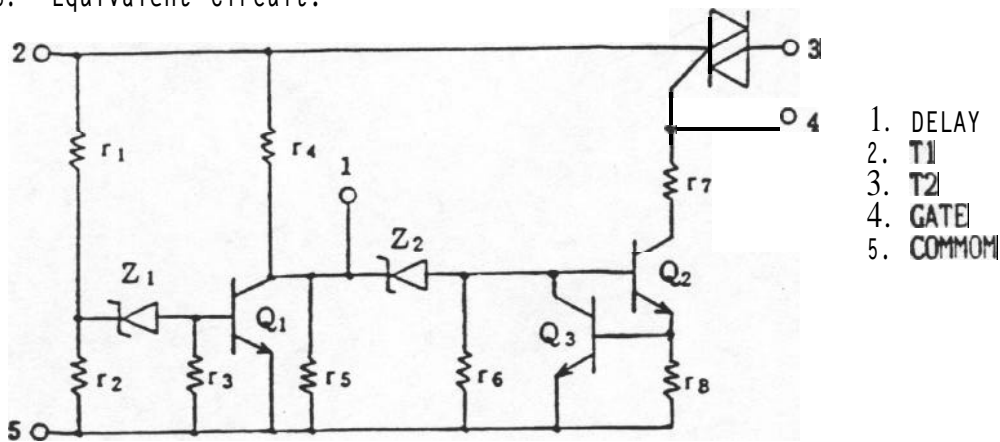 Equivalent Circuit.
2
3
4
1
r1
r4
r7
Z1
Z2
Q1
Q2
Q3
r2
r3
r5
r6
r8
5
1. DELAY
2. T1
3. T2
4. GATE
5. COMMOM